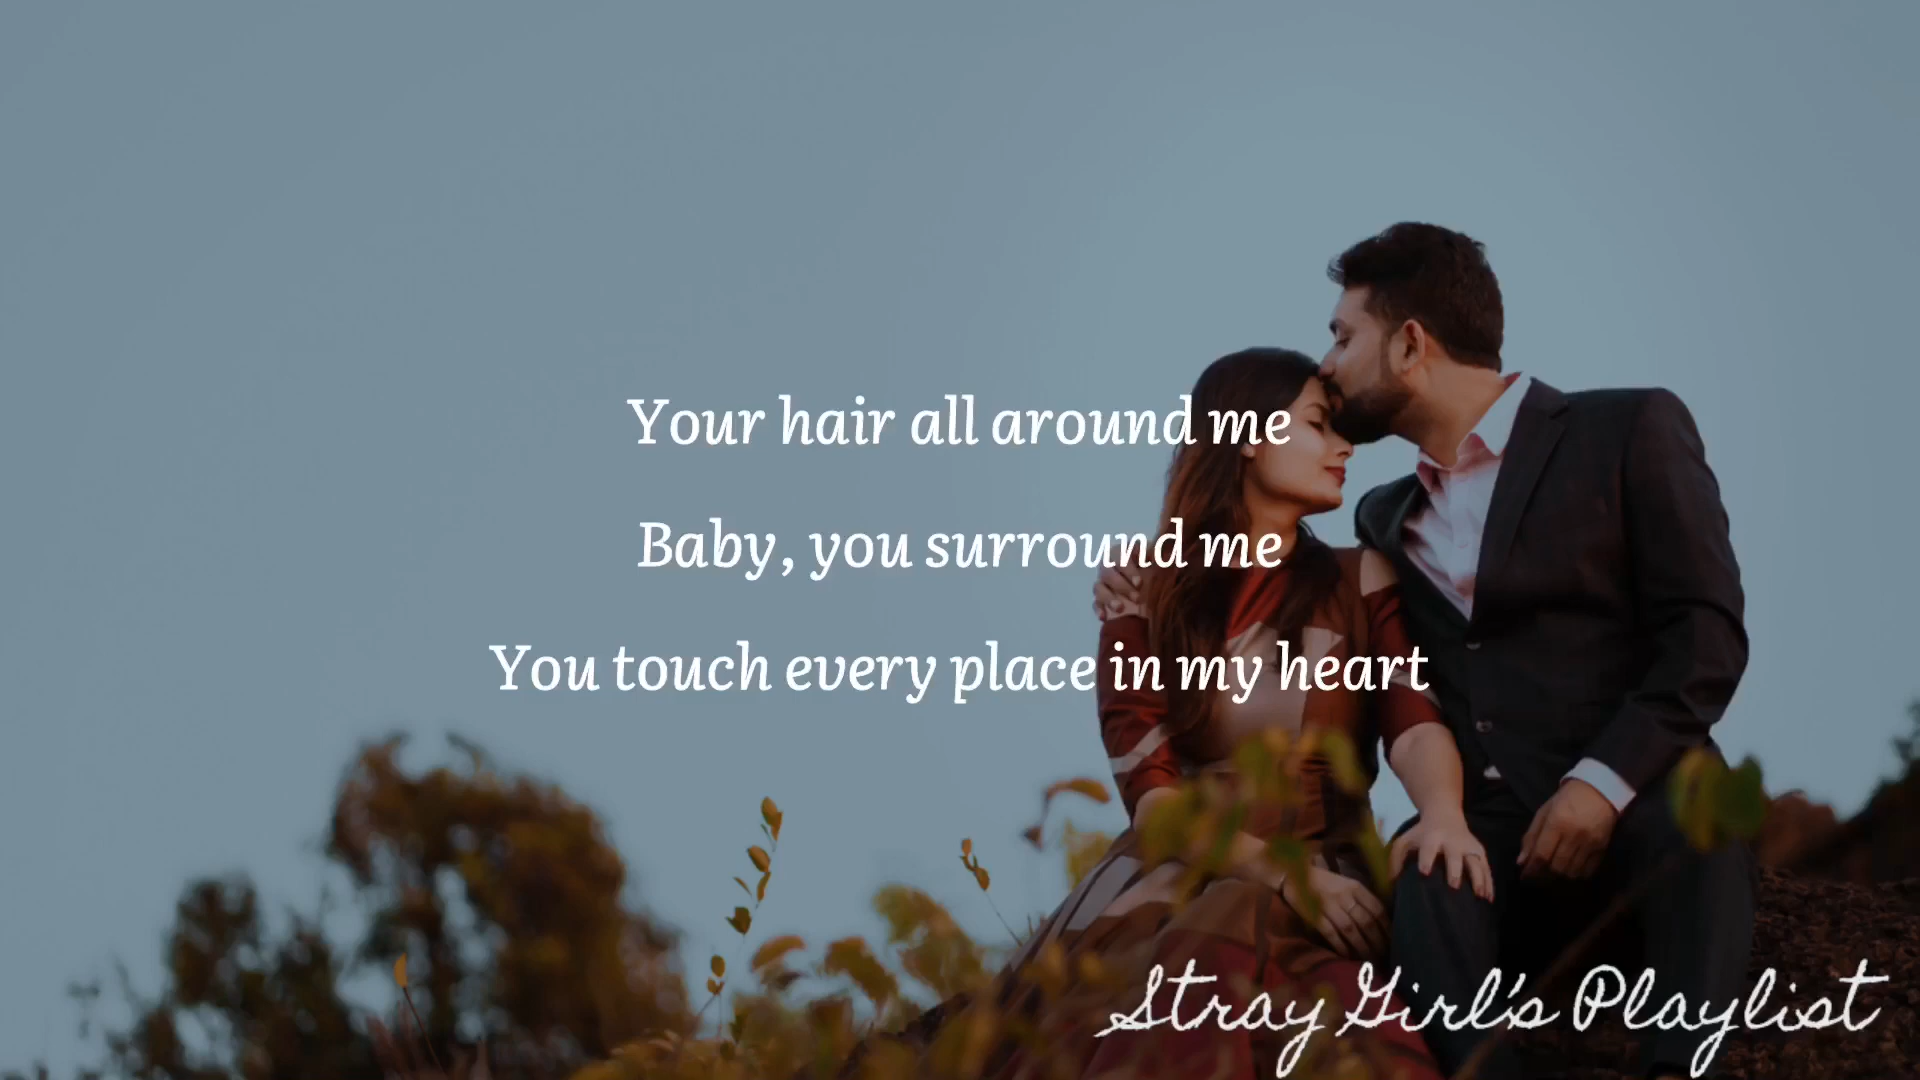 Your hair all around me
Baby, you surround me
You touch every place in my heart
Stray Girl's Playlist